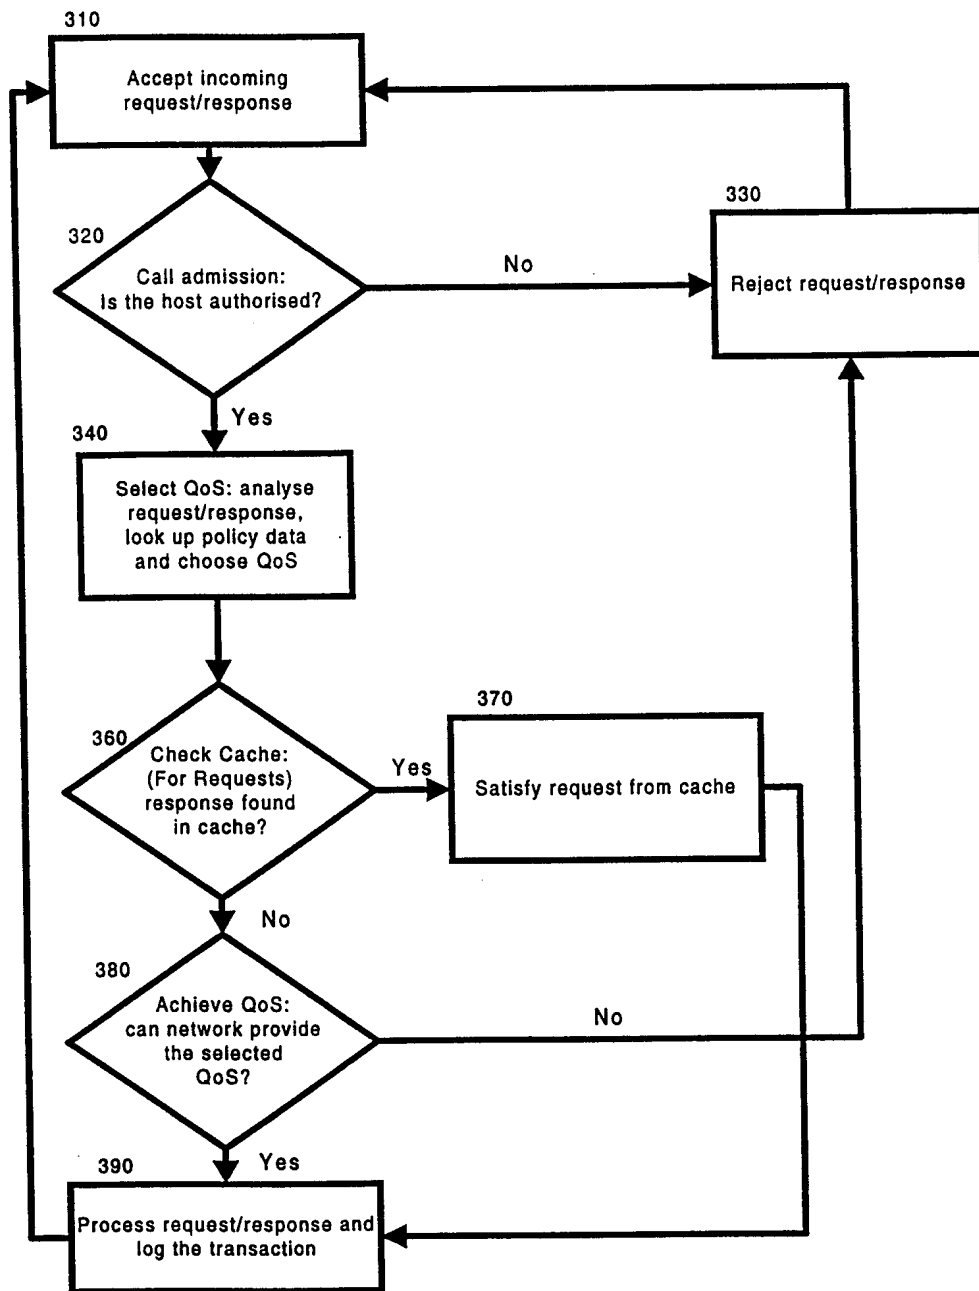 310
Accept incoming
request/response
320
Call admission:
Is the host authorised?
No
330
Reject request/response
Yes
340
Select QoS: analyse
request/response,
look up policy data
and choose QoS
360
Check Cache:
(For Requests)
response found
in cache?
Yes
370
Satisfy request from cache
No
380
Achieve QoS:
can network provide
the selected
QoS?
No
Yes
390
Process request/response and
log the transaction